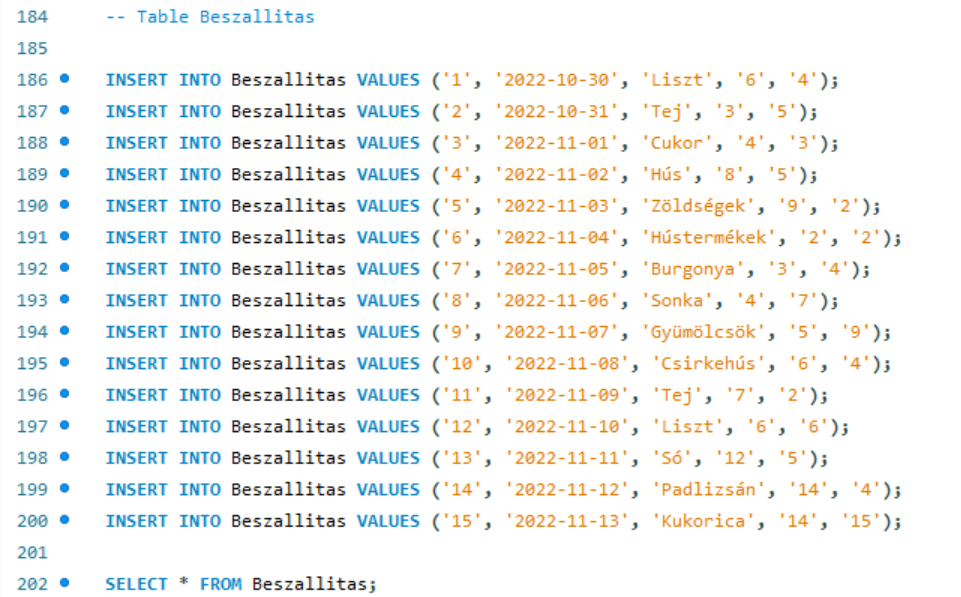 184 -- Table Beszallitas
185
186 INSERT INTO Beszallitas VALUES ('1', '2022-10-30', 'Liszt', '6', '4');
187 INSERT INTO Beszallitas VALUES ('2', '2022-10-31', 'Tej', '3', '5');
188 INSERT INTO Beszallitas VALUES ('3', '2022-11-01', 'Cukor', '4', '3');
189 INSERT INTO Beszallitas VALUES ('4', '2022-11-02', 'Hús', '8', '5');
190 INSERT INTO Beszallitas VALUES ('5', '2022-11-03', 'Zöldségek', '9', '2');
191 INSERT INTO Beszallitas VALUES ('6', '2022-11-04', 'Hústermékek', '2', '2');
192 INSERT INTO Beszallitas VALUES ('7', '2022-11-05', 'Burgonya', '3', '4');
193 INSERT INTO Beszallitas VALUES ('8', '2022-11-06', 'Sonka', '4', '7');
194 INSERT INTO Beszallitas VALUES ('9', '2022-11-07', 'Gyümölcsök', '5', '9');
195 INSERT INTO Beszallitas VALUES ('10', '2022-11-08', 'Csirkehús', '6', '4');
196 INSERT INTO Beszallitas VALUES ('11', '2022-11-09', 'Tej', '7', '2');
197 INSERT INTO Beszallitas VALUES ('12', '2022-11-10', 'Liszt', '6', '6');
198 INSERT INTO Beszallitas VALUES ('13', '2022-11-11', 'Só', '12', '5');
199 INSERT INTO Beszallitas VALUES ('14', '2022-11-12', 'Padlizsán', '14', '4');
200 INSERT INTO Beszallitas VALUES ('15', '2022-11-13', 'Kukorica', '14', '15');
201
202 SELECT * FROM Beszallitas;